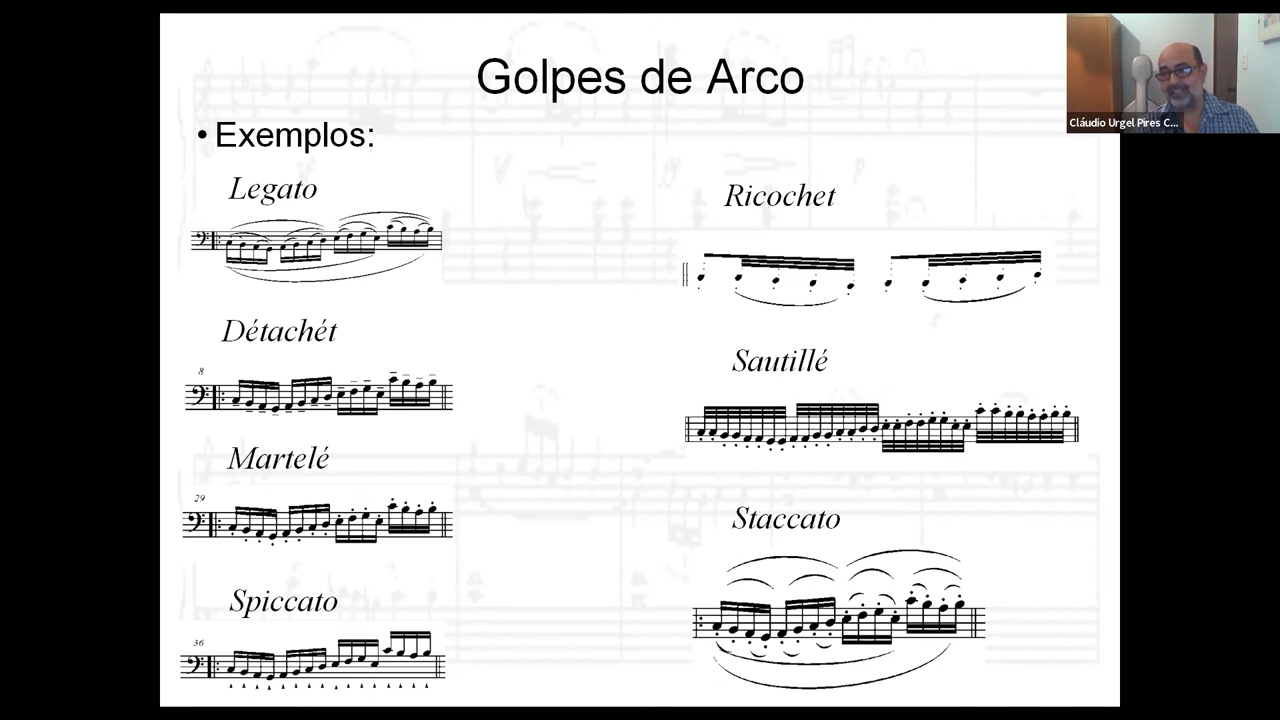 Golpes de Arco
Cláudio Urgel Pires C...
• Exemplos:
Legato
Détachét
8
Martelé
29
Spiccato
36
Ricochet
Sautillé
Staccato